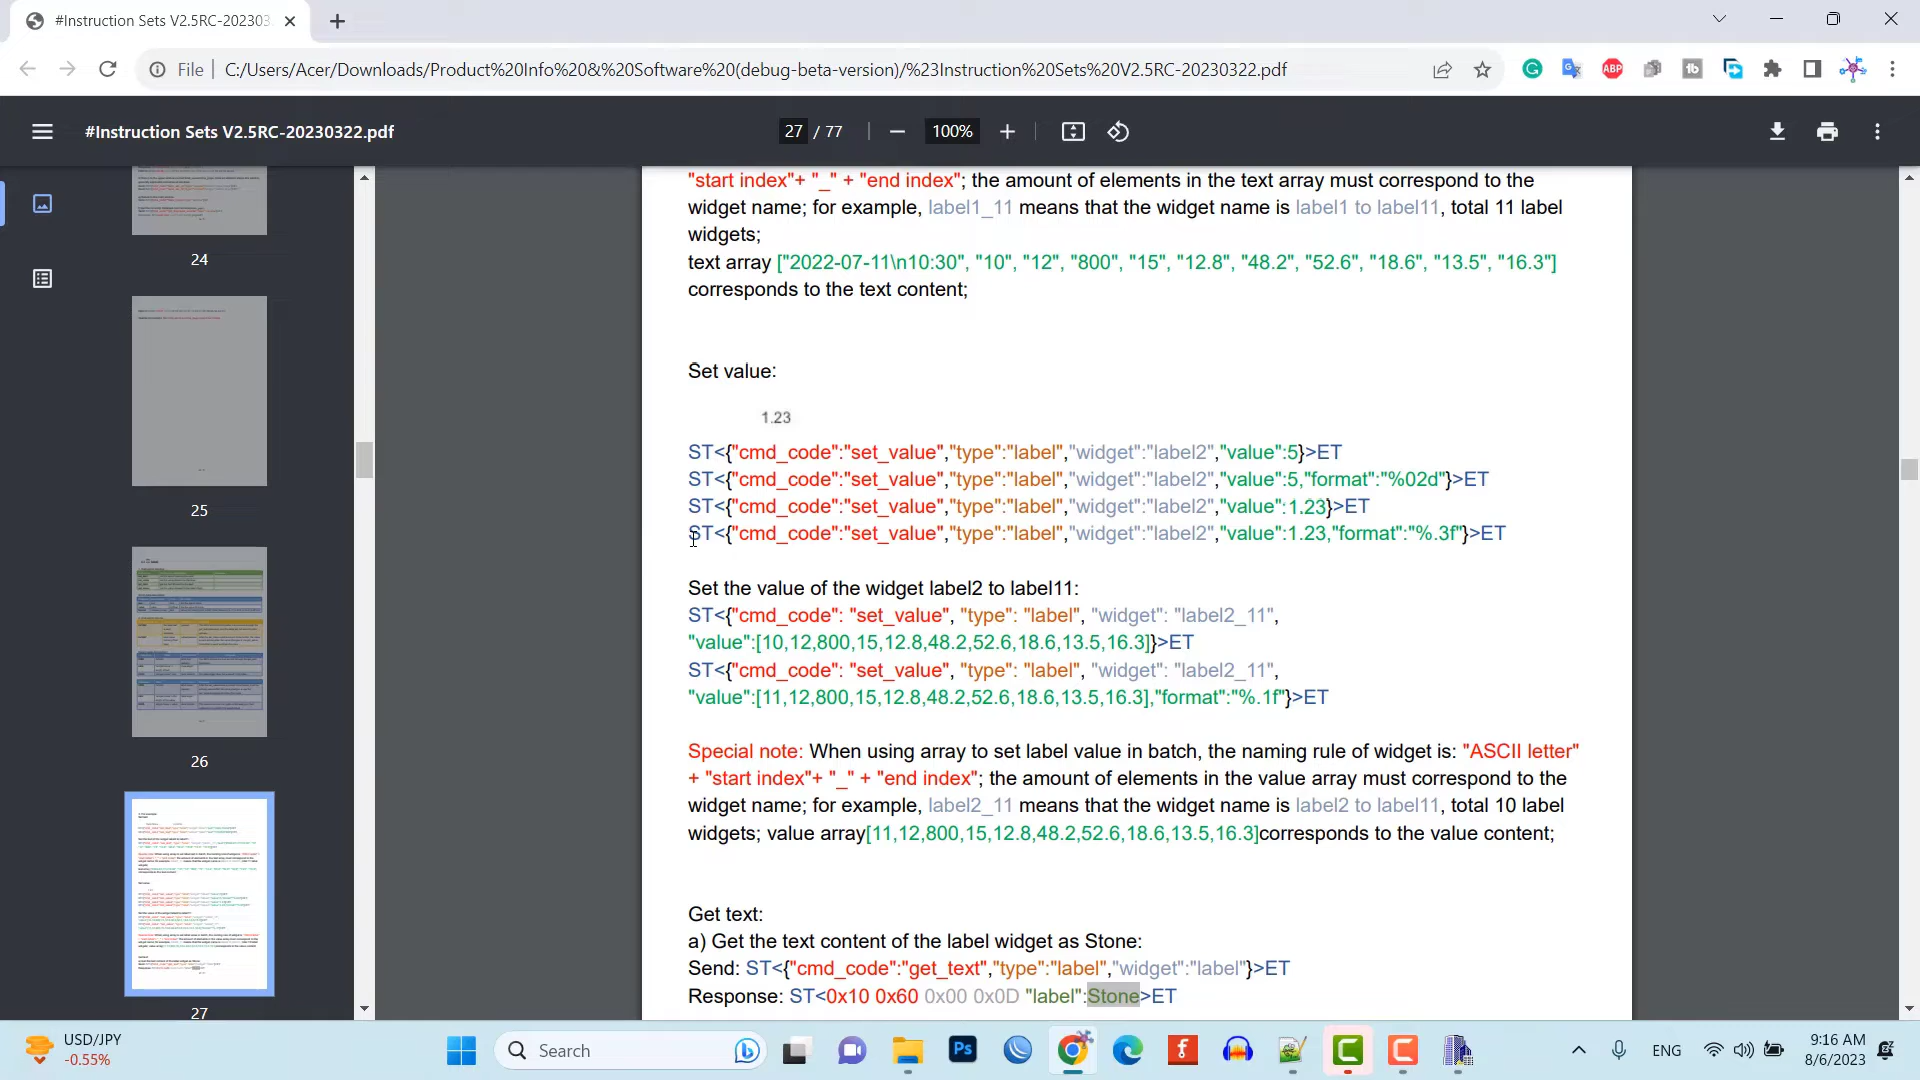 #Instruction Sets V2.5RC-202303
File
C:/Users/Acer/Downloads/Product%20Info%20&%20Software%20(debug-beta-version)/%23Instruction%20Sets%20V2.5RC-20230322.pdf
#Instruction Sets V2.5RC-20230322.pdf
27 / 77
100%
24
25
26
27
"start index"+ "_" + "end index"; the amount of elements in the text array must correspond to the
widget name; for example, label1_11 means that the widget name is label1 to label11, total 11 label
widgets;
text array ["2022-07-11\n10:30", "10", "12", "800", "15", "12.8", "48.2", "52.6", "18.6", "13.5", "16.3"]
corresponds to the text content;
Set value:
1.23
ST<{"cmd_code":"set_value","type":"label","widget":"label2","value":5}>ET
ST<{"cmd_code":"set_value","type":"label","widget":"label2","value":5,"format":"%02d"}>ET
ST<{"cmd_code":"set_value","type":"label","widget":"label2","value":1.23}>ET
ST<{"cmd_code":"set_value","type":"label","widget":"label2","value":1.23,"format":"%.3f"}>ET
Set the value of the widget label2 to label11:
ST<{"cmd_code": "set_value", "type": "label", "widget": "label2_11",
"value":[10,12,800,15,12.8,48.2,52.6,18.6,13.5,16.3]}>ET
ST<{"cmd_code": "set_value", "type": "label", "widget": "label2_11",
"value":[11,12,800,15,12.8,48.2,52.6,18.6,13.5,16.3],"format":"%.1f"}>ET
Special note: When using array to set label value in batch, the naming rule of widget is: "ASCII letter"
+ "start index"+ "_" + "end index"; the amount of elements in the value array must correspond to the
widget name; for example, label2_11 means that the widget name is label2 to label11, total 10 label
widgets; value array[11,12,800,15,12.8,48.2,52.6,18.6,13.5,16.3]corresponds to the value content;
Get text:
a) Get the text content of the label widget as Stone:
Send: ST<{"cmd_code":"get_text","type":"label","widget":"label"}>ET
Response: ST<0x10 0x60 0x00 0x0D "label":Stone>ET
USD/JPY
-0.55%
Search
Ps
ENG
9:16 AM
8/6/2023
ABP